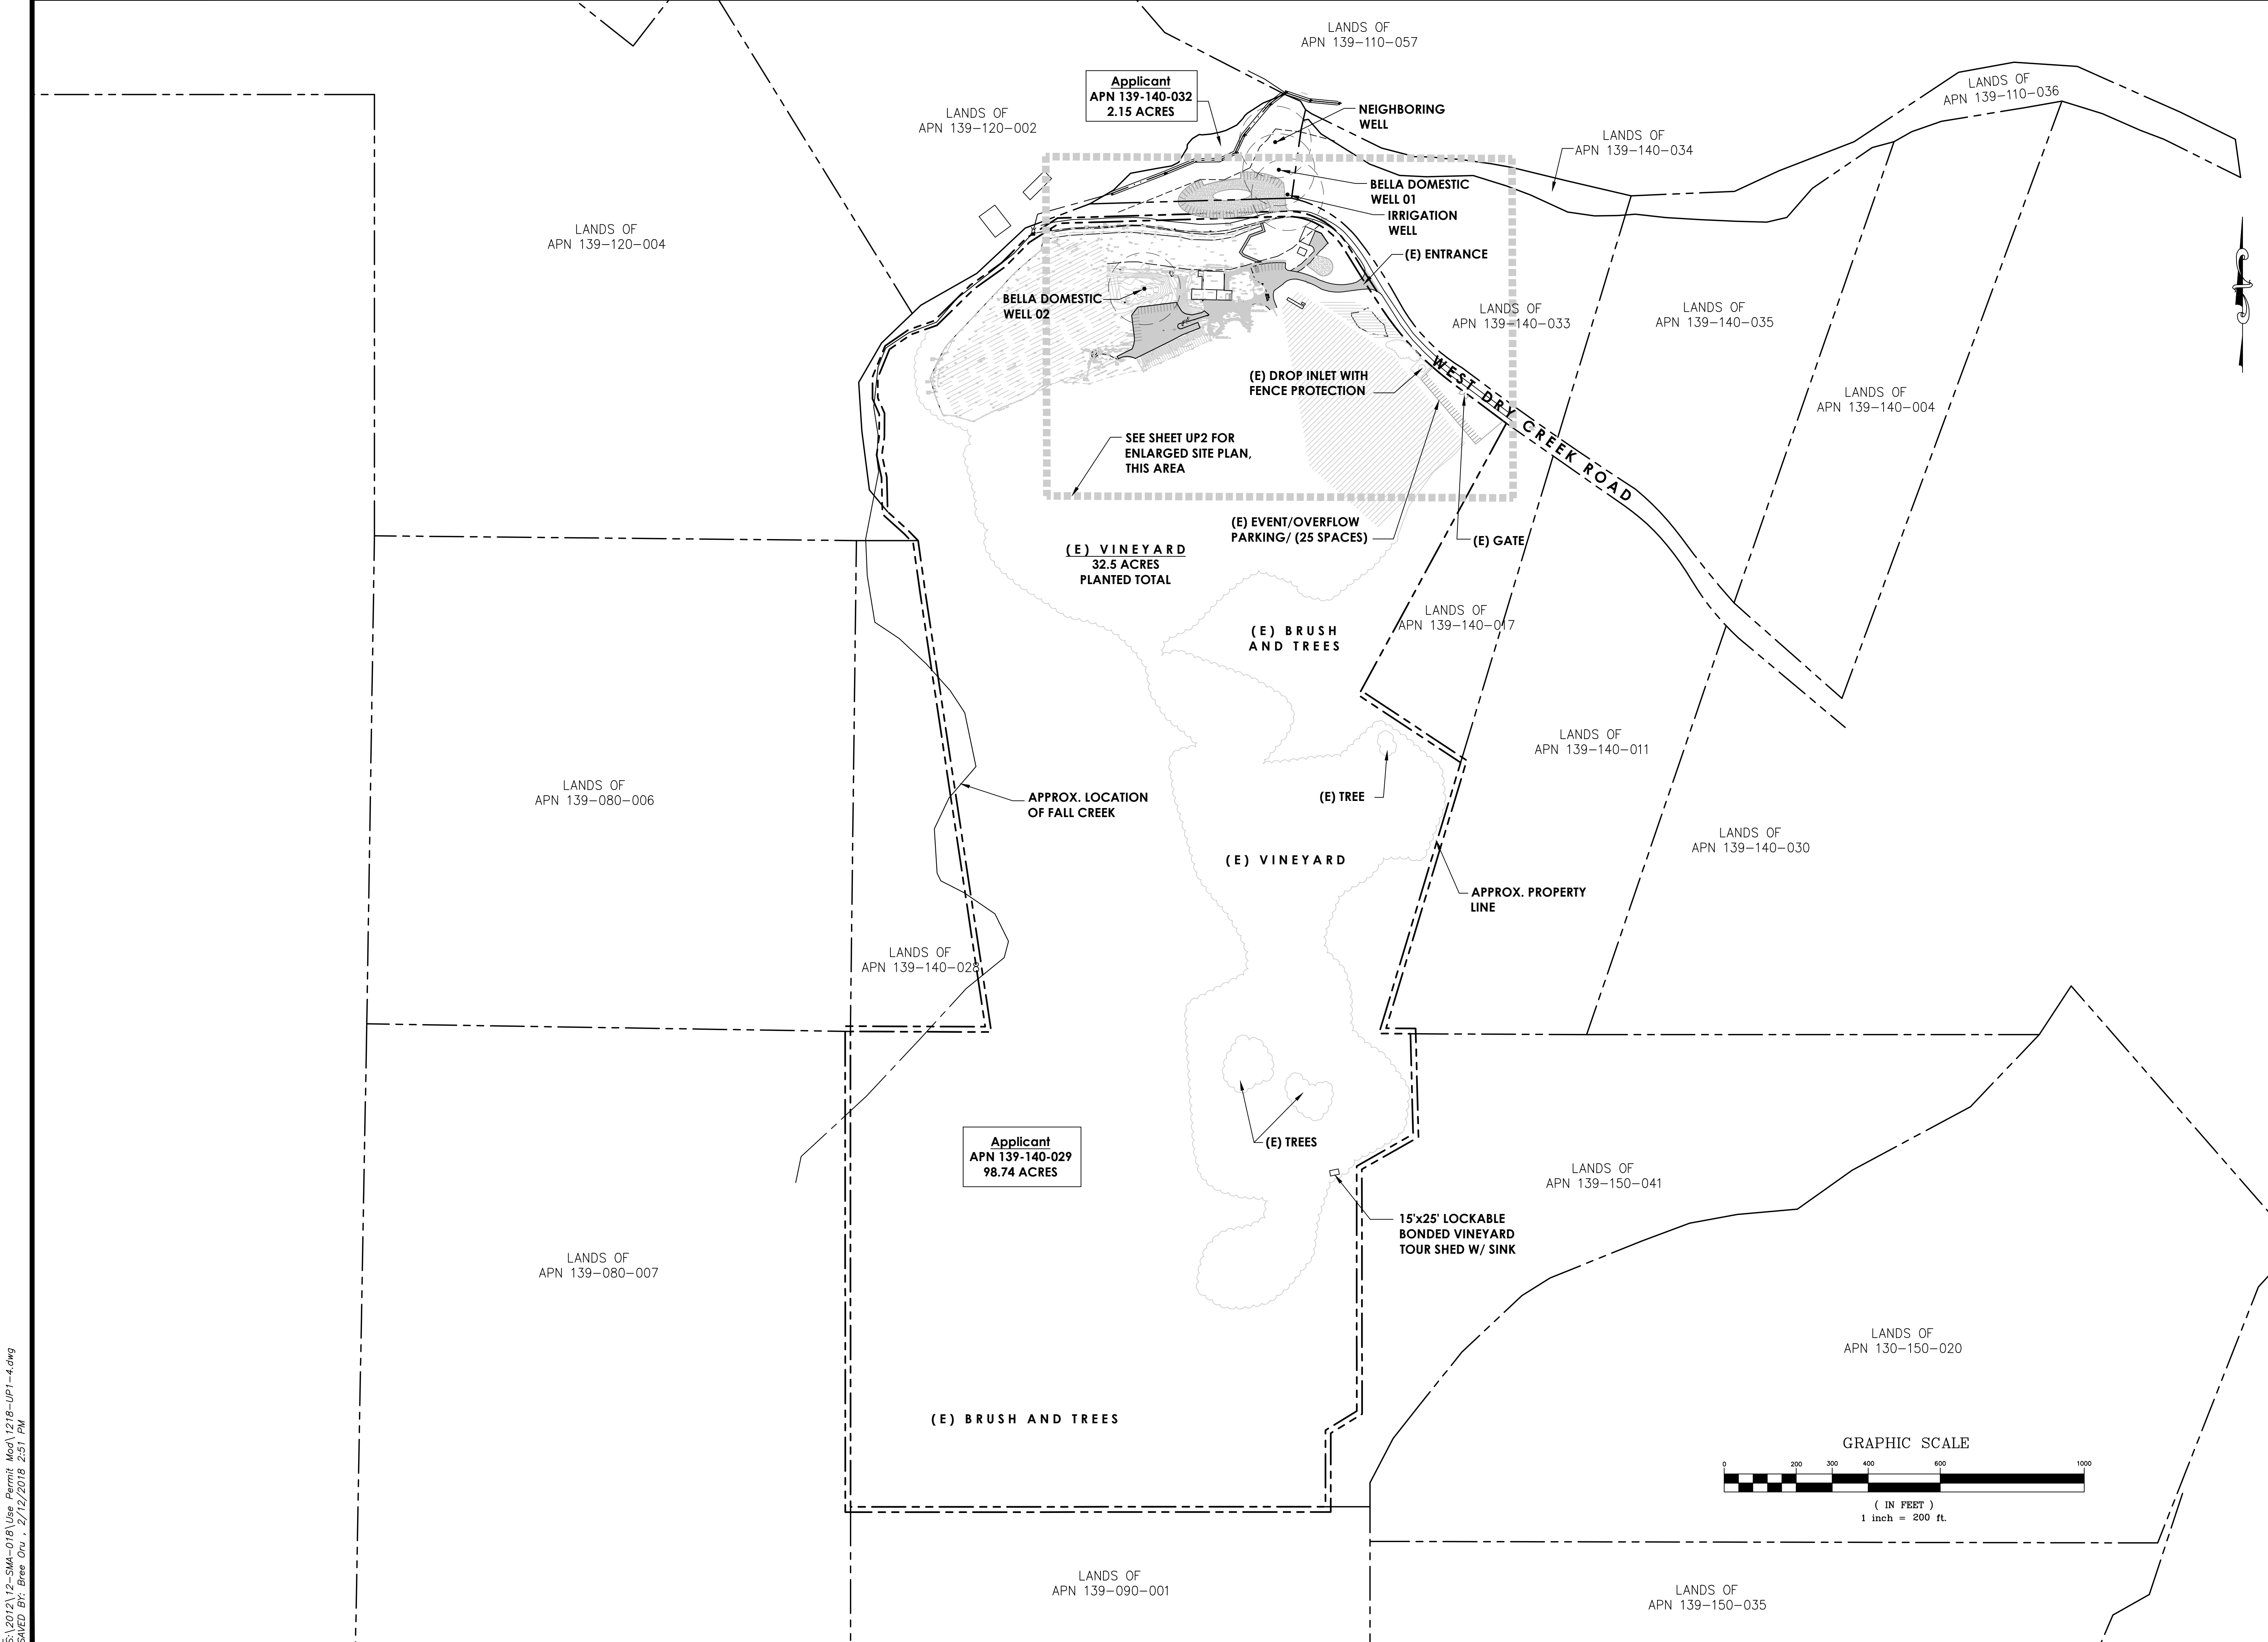 LANDS OF
APN 139-110-057
LANDS OF
APN 139-110-036
Applicant
APN 139-140-032
2.15 ACRES
LANDS OF
APN 139-120-002
NEIGHBORING
WELL
LANDS OF
APN 139-140-034
BELLA DOMESTIC
WELL 01
IRRIGATION
WELL
LANDS OF
APN 139-120-004
(E) ENTRANCE
BELLA DOMESTIC
WELL 02
LANDS OF
APN 139-140-033
LANDS OF
APN 139-140-035
(E) DROP INLET WITH
FENCE PROTECTION
WEST DRY CREEK ROAD
LANDS OF
APN 139-140-004
SEE SHEET UP2 FOR
ENLARGED SITE PLAN,
THIS AREA
(E) EVENT/OVERFLOW
PARKING/ (25 SPACES)
(E) GATE
(E) VINEYARD
32.5 ACRES
PLANTED TOTAL
LANDS OF
APN 139-140-017
(E) BRUSH
AND TREES
LANDS OF
APN 139-140-011
LANDS OF
APN 139-080-006
APPROX. LOCATION
OF FALL CREEK
(E) TREE
LANDS OF
APN 139-140-030
(E) VINEYARD
APPROX. PROPERTY
LINE
LANDS OF
APN 139-140-028
(E) TREES
Applicant
APN 139-140-029
98.74 ACRES
LANDS OF
APN 139-150-041
15'x25' LOCKABLE
BONDED VINEYARD
TOUR SHED W/ SINK
LANDS OF
APN 139-080-007
LANDS OF
APN 130-150-020
(E) BRUSH AND TREES
GRAPHIC SCALE
0 200 300 400 600 1000
( IN FEET )
1 inch = 200 ft.
LANDS OF
APN 139-090-001
LANDS OF
APN 139-150-035
S:\2012\12-SMA-018\Use Permit Mod\1218-UP1-4.dwg
SAVED BY: Bree Oru , 2/12/2018 2:51 PM